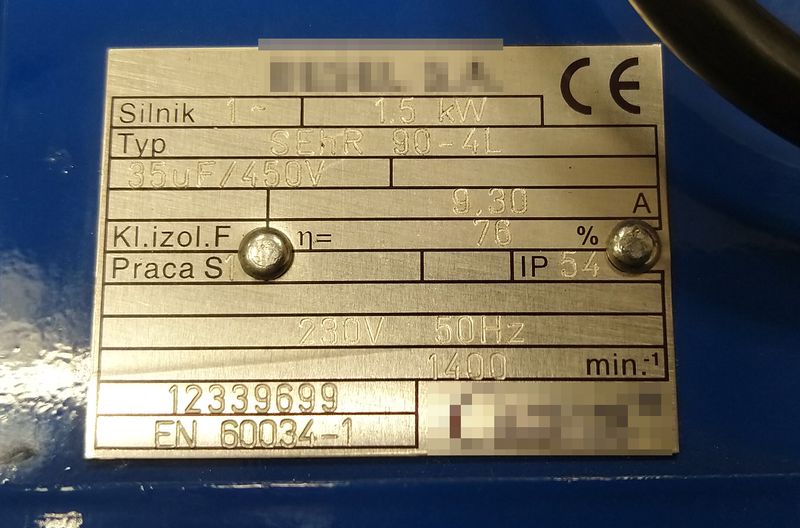 CE
Silnik 1~ 1.5 kW
Typ SEhR 90-4L
35uF/450V
9.30 A
Kl.izol.F η= 76 %
Praca S1 IP 54
230V 50Hz
1400 min.-¹
12339699
EN 60034-1